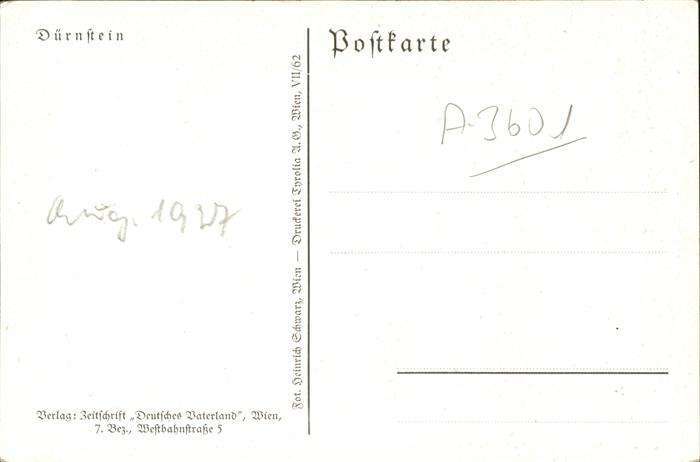 Dürnſtein
Aug. 1937
Verlag: Zeitſchrift „Deutſches Vaterland“, Wien,
7. Bez., Weſtbahnſtraße 5
Fot. Heinrich Schwarz, Wien — Druckerei Tyrolia A. G., Wien, VII/62
Poſtkarte
A-3601